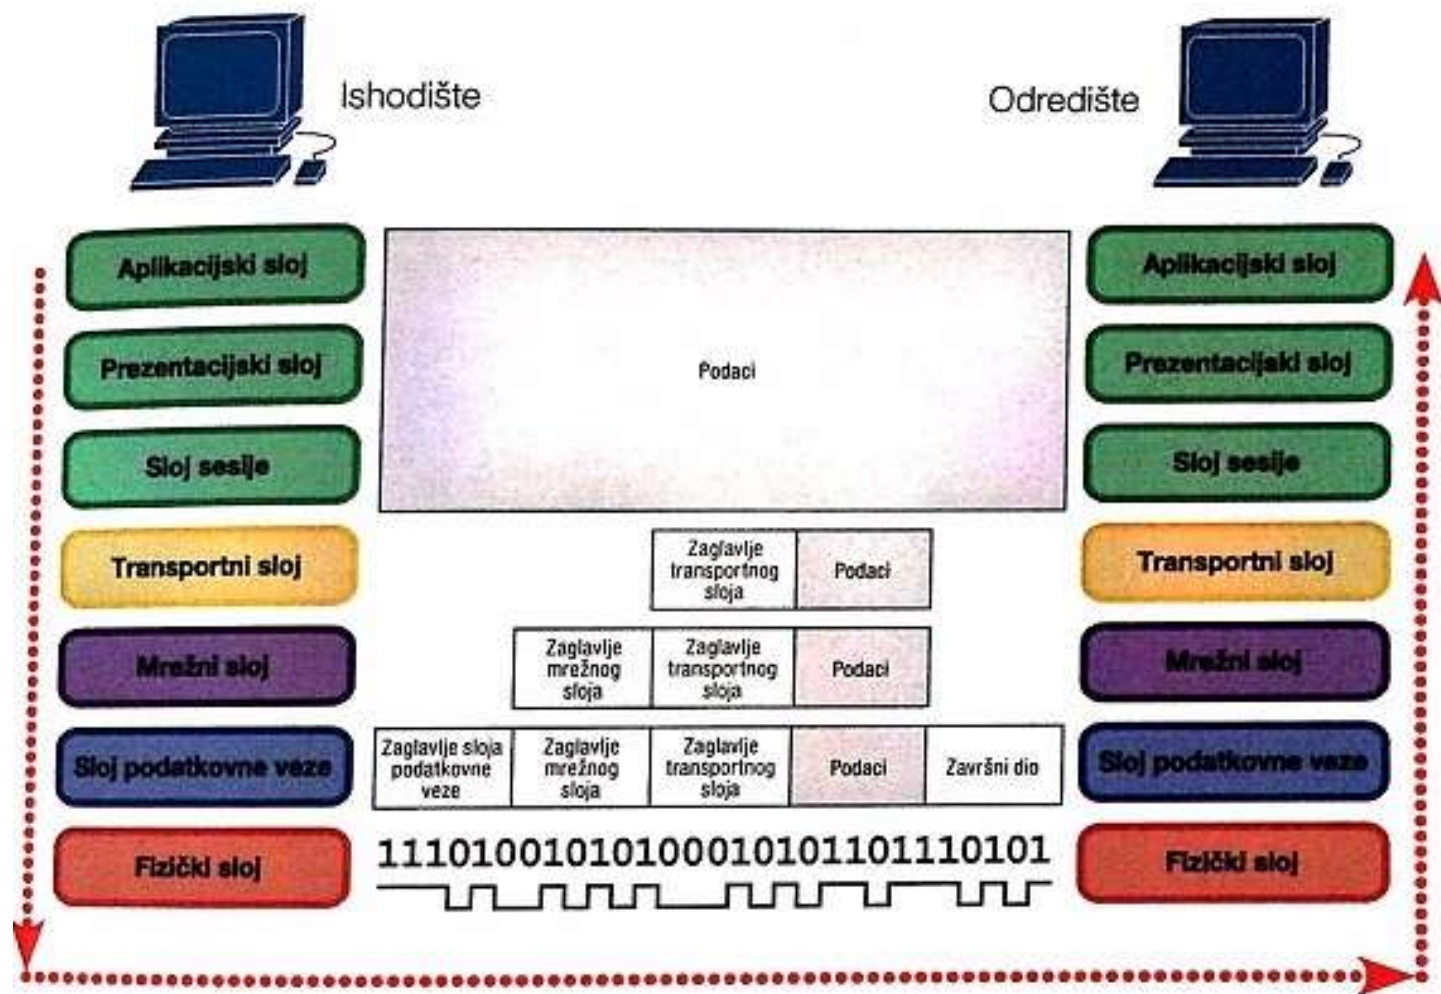 Ishodište
Odredište
Aplikacijski sloj
Prezentacijski sloj
Sloj sesije
Transportni sloj
Mrežni sloj
Sloj podatkovne veze
Fizički sloj
Podaci
Zaglavlje
transportnog
sloja
Podaci
Zaglavlje
mrežnog
sloja
Zaglavlje
transportnog
sloja
Podaci
Zaglavlje sloja
podatkovne
veze
Zaglavlje
mrežnog
sloja
Zaglavlje
transportnog
sloja
Podaci
Završni dio
11101001010100010101101110101
Aplikacijski sloj
Prezentacijski sloj
Sloj sesije
Transportni sloj
Mrežni sloj
Sloj podatkovne veze
Fizički sloj